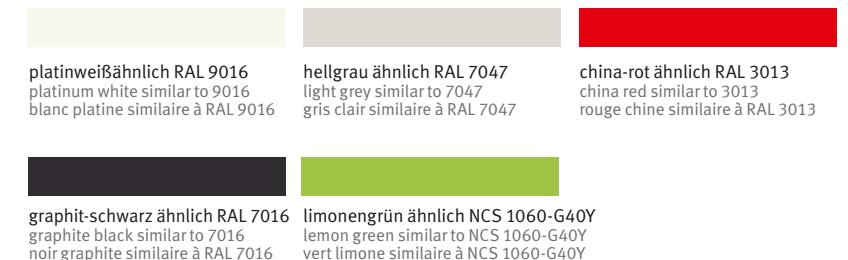 platinweißähnlich RAL 9016
platinum white similar to 9016
blanc platine similaire à RAL 9016
hellgrau ähnlich RAL 7047
light grey similar to 7047
gris clair similaire à RAL 7047
china-rot ähnlich RAL 3013
china red similar to 3013
rouge chine similaire à RAL 3013
graphit-schwarz ähnlich RAL 7016
graphite black similar to 7016
noir graphite similaire à RAL 7016
limonengrün ähnlich NCS 1060-G40Y
lemon green similar to NCS 1060-G40Y
vert limone similaire à NCS 1060-G40Y